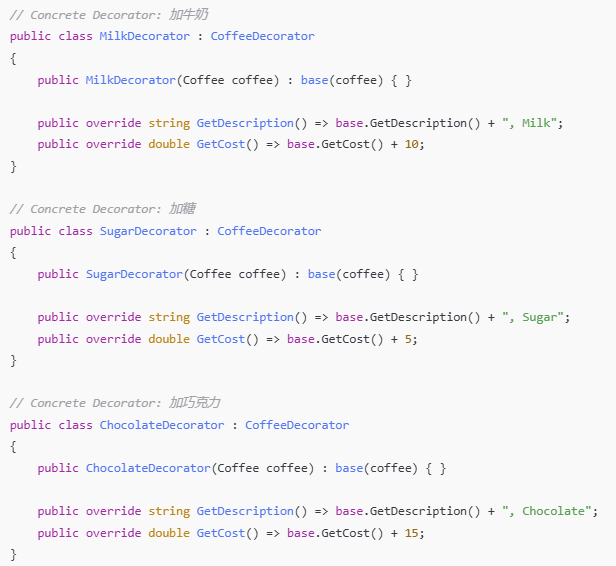 // Concrete Decorator: 加牛奶
public class MilkDecorator : CoffeeDecorator
{
    public MilkDecorator(Coffee coffee) : base(coffee) { }
    public override string GetDescription() => base.GetDescription() + ", Milk";
    public override double GetCost() => base.GetCost() + 10;
}
// Concrete Decorator: 加糖
public class SugarDecorator : CoffeeDecorator
{
    public SugarDecorator(Coffee coffee) : base(coffee) { }
    public override string GetDescription() => base.GetDescription() + ", Sugar";
    public override double GetCost() => base.GetCost() + 5;
}
// Concrete Decorator: 加巧克力
public class ChocolateDecorator : CoffeeDecorator
{
    public ChocolateDecorator(Coffee coffee) : base(coffee) { }
    public override string GetDescription() => base.GetDescription() + ", Chocolate";
    public override double GetCost() => base.GetCost() + 15;
}